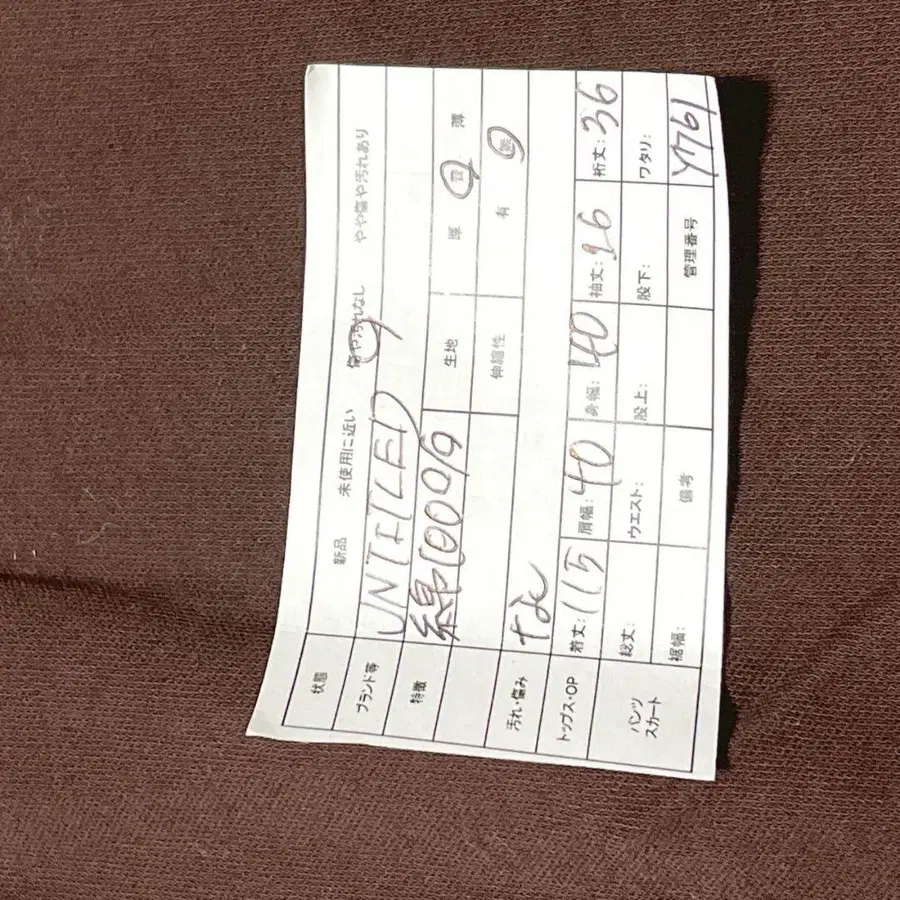 状態 新品 未使用に近い 傷や汚れなし やや傷や汚れあり
ブランド等 UNTITLED
特徴 綿100% 生地 厚 普 薄
伸縮性 有 無
汚れ・傷み なし
トップス・OP 着丈:115 肩幅:40 身幅:40 袖丈:26 裄丈:36
パンツ スカート 総丈: ウエスト: 股上: 股下: ワタリ:
裾幅: 備考 管理番号 Y1761